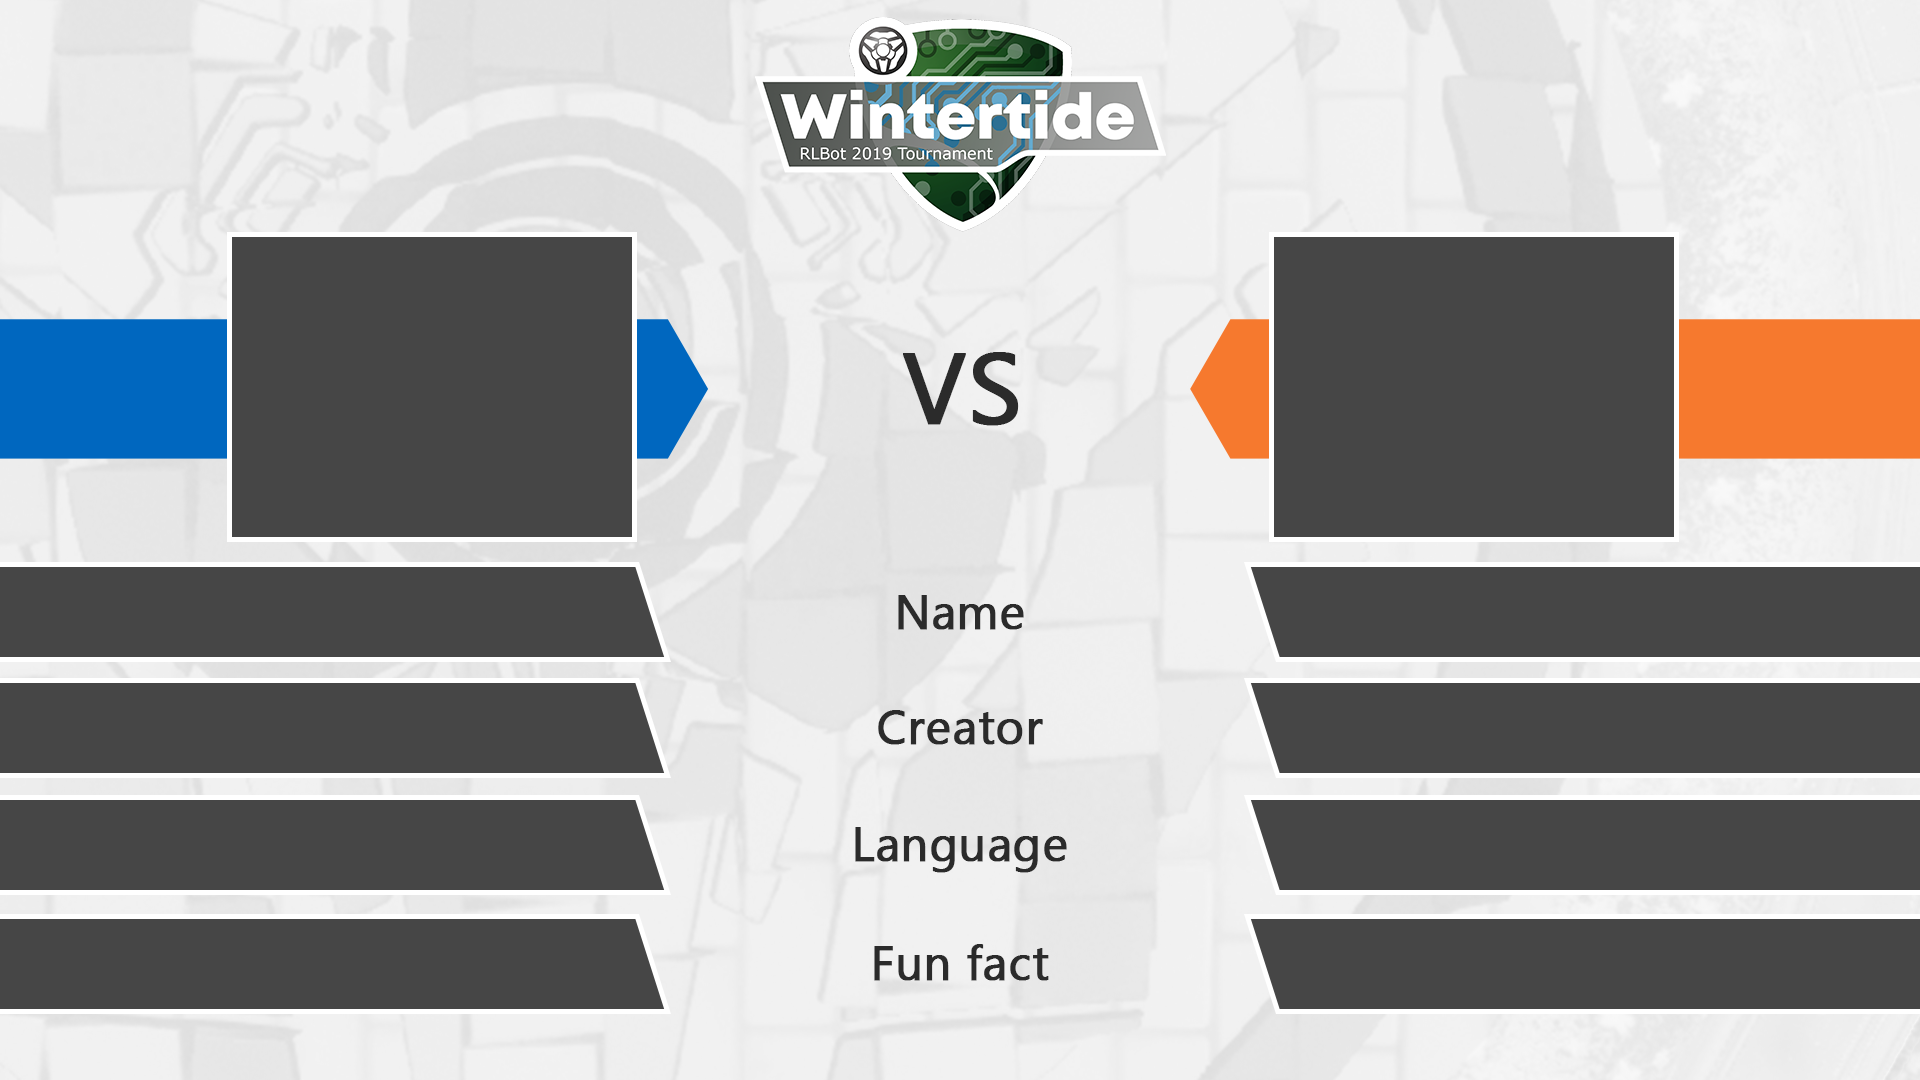 Wintertide
RLBot 2019 Tournament
VS
Name
Creator
Language
Fun fact